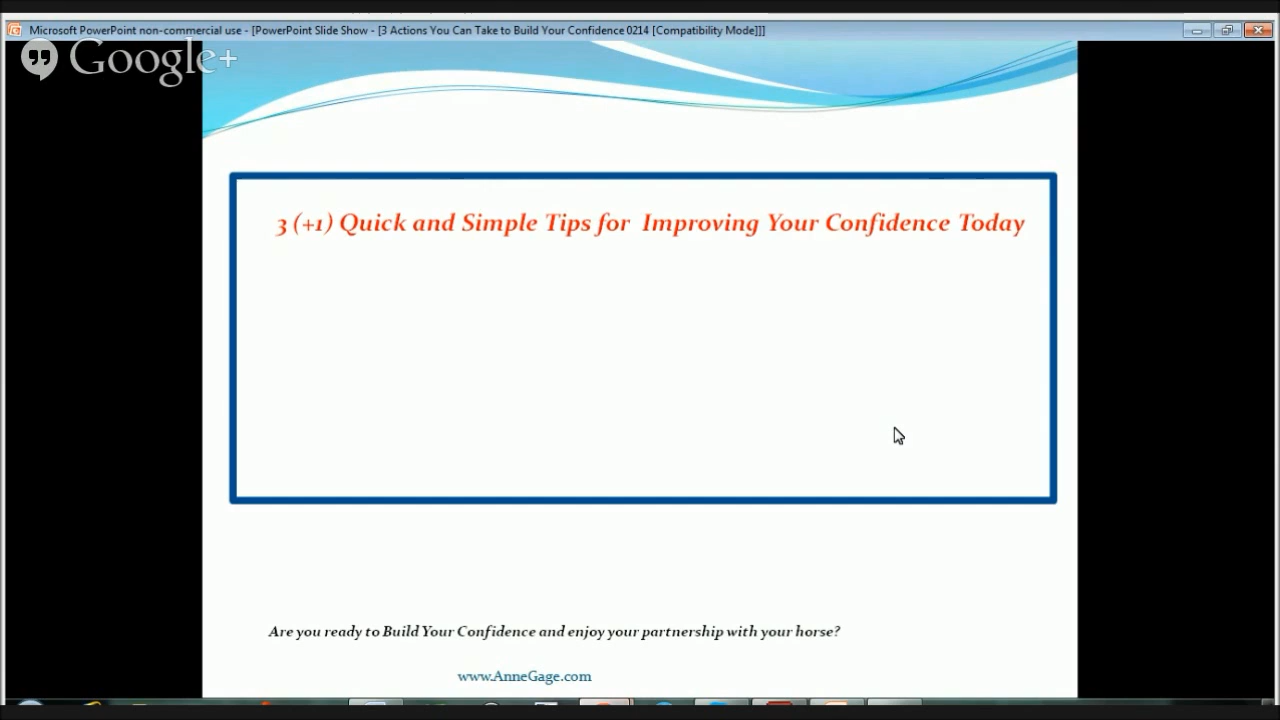 Microsoft PowerPoint non-commercial use - [PowerPoint Slide Show - [3 Actions You Can Take to Build Your Confidence 0214 [Compatibility Mode]]]
Google+
3 (+1) Quick and Simple Tips for Improving Your Confidence Today
Are you ready to Build Your Confidence and enjoy your partnership with your horse?
www.AnneGage.com